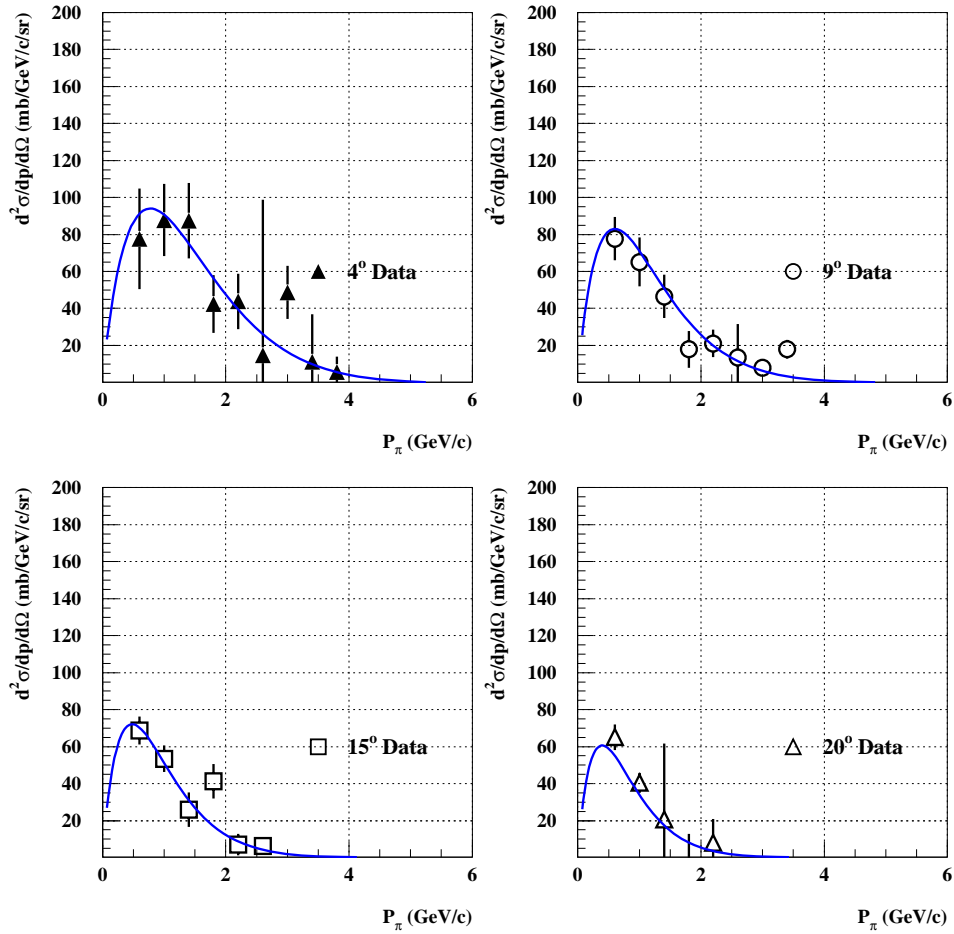 d²σ/dp/dΩ (mb/GeV/c/sr)
200
180
160
140
120
100
80
60
40
20
0 2 4 6
4° Data
P_π (GeV/c)
d²σ/dp/dΩ (mb/GeV/c/sr)
200
180
160
140
120
100
80
60
40
20
0 2 4 6
9° Data
P_π (GeV/c)
d²σ/dp/dΩ (mb/GeV/c/sr)
200
180
160
140
120
100
80
60
40
20
0 2 4 6
15° Data
P_π (GeV/c)
d²σ/dp/dΩ (mb/GeV/c/sr)
200
180
160
140
120
100
80
60
40
20
0 2 4 6
20° Data
P_π (GeV/c)